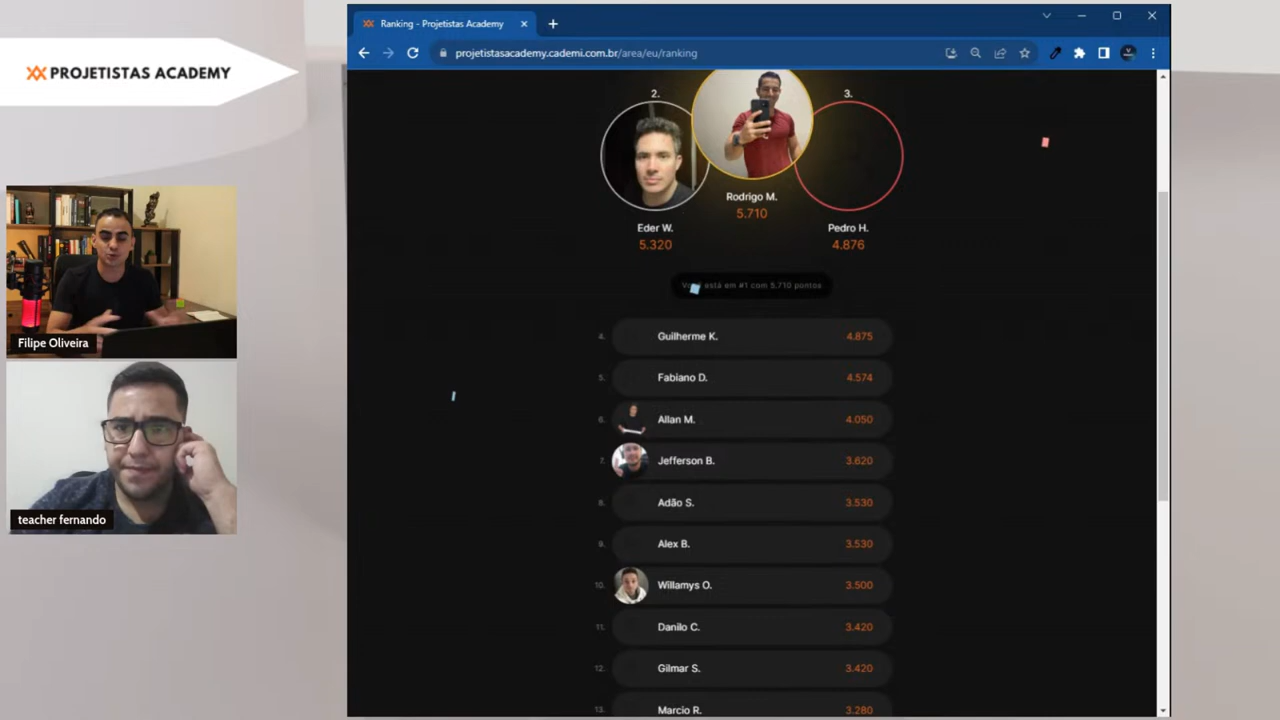 PROJETISTAS ACADEMY
Filipe Oliveira
teacher fernando
Ranking - Projetistas Academy
projetistasacademy.cademi.com.br/area/eu/ranking
2.
Eder W.
5.320
Rodrigo M.
5.710
3.
Pedro H.
4.876
está em #1 com 5.710 pontos
4. Guilherme K. 4.875
5. Fabiano D. 4.574
6. Allan M. 4.050
7. Jefferson B. 3.620
8. Adão S. 3.530
9. Alex B. 3.530
10. Willamys O. 3.500
11. Danilo C. 3.420
12. Gilmar S. 3.420
13. Marcio R. 3.280